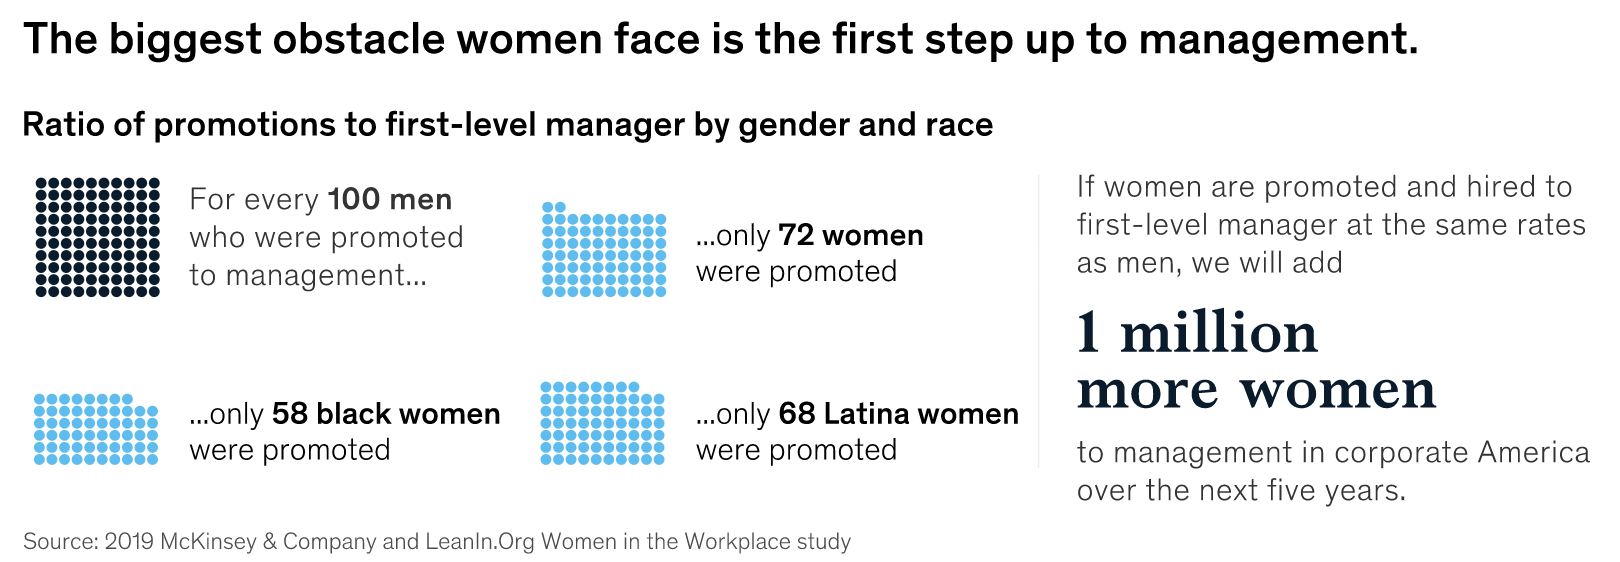 The biggest obstacle women face is the first step up to management.
Ratio of promotions to first-level manager by gender and race
For every 100 men
who were promoted
to management...
...only 72 women
were promoted
...only 58 black women
were promoted
...only 68 Latina women
were promoted
If women are promoted and hired to
first-level manager at the same rates
as men, we will add
1 million
more women
to management in corporate America
over the next five years.
Source: 2019 McKinsey & Company and LeanIn.Org Women in the Workplace study